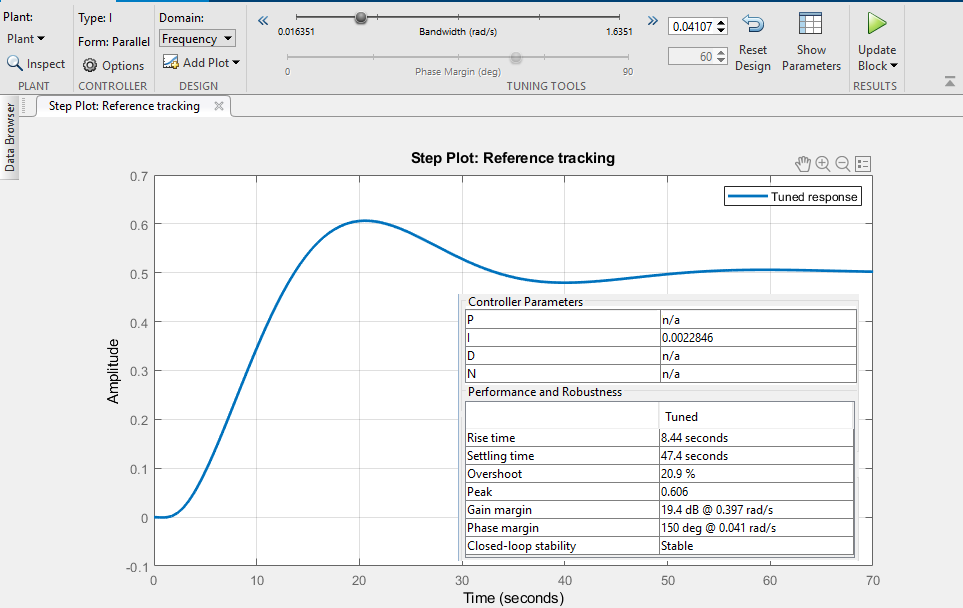 Plant:
Plant
Inspect
PLANT
Type: I
Form: Parallel
Options
CONTROLLER
Domain:
Frequency
Add Plot
DESIGN
0.016351
Bandwidth (rad/s)
1.6351
0.04107
0
Phase Margin (deg)
90
60
Reset
Design
Show
Parameters
TUNING TOOLS
Update
Block
RESULTS
Data Browser
Step Plot: Reference tracking
Step Plot: Reference tracking
Tuned response
Amplitude
0.7
0.6
0.5
0.4
0.3
0.2
0.1
0
-0.1
Controller Parameters
P n/a
I 0.0022846
D n/a
N n/a
Performance and Robustness
Tuned
Rise time 8.44 seconds
Settling time 47.4 seconds
Overshoot 20.9 %
Peak 0.606
Gain margin 19.4 dB @ 0.397 rad/s
Phase margin 150 deg @ 0.041 rad/s
Closed-loop stability Stable
0 10 20 30 40 50 60 70
Time (seconds)